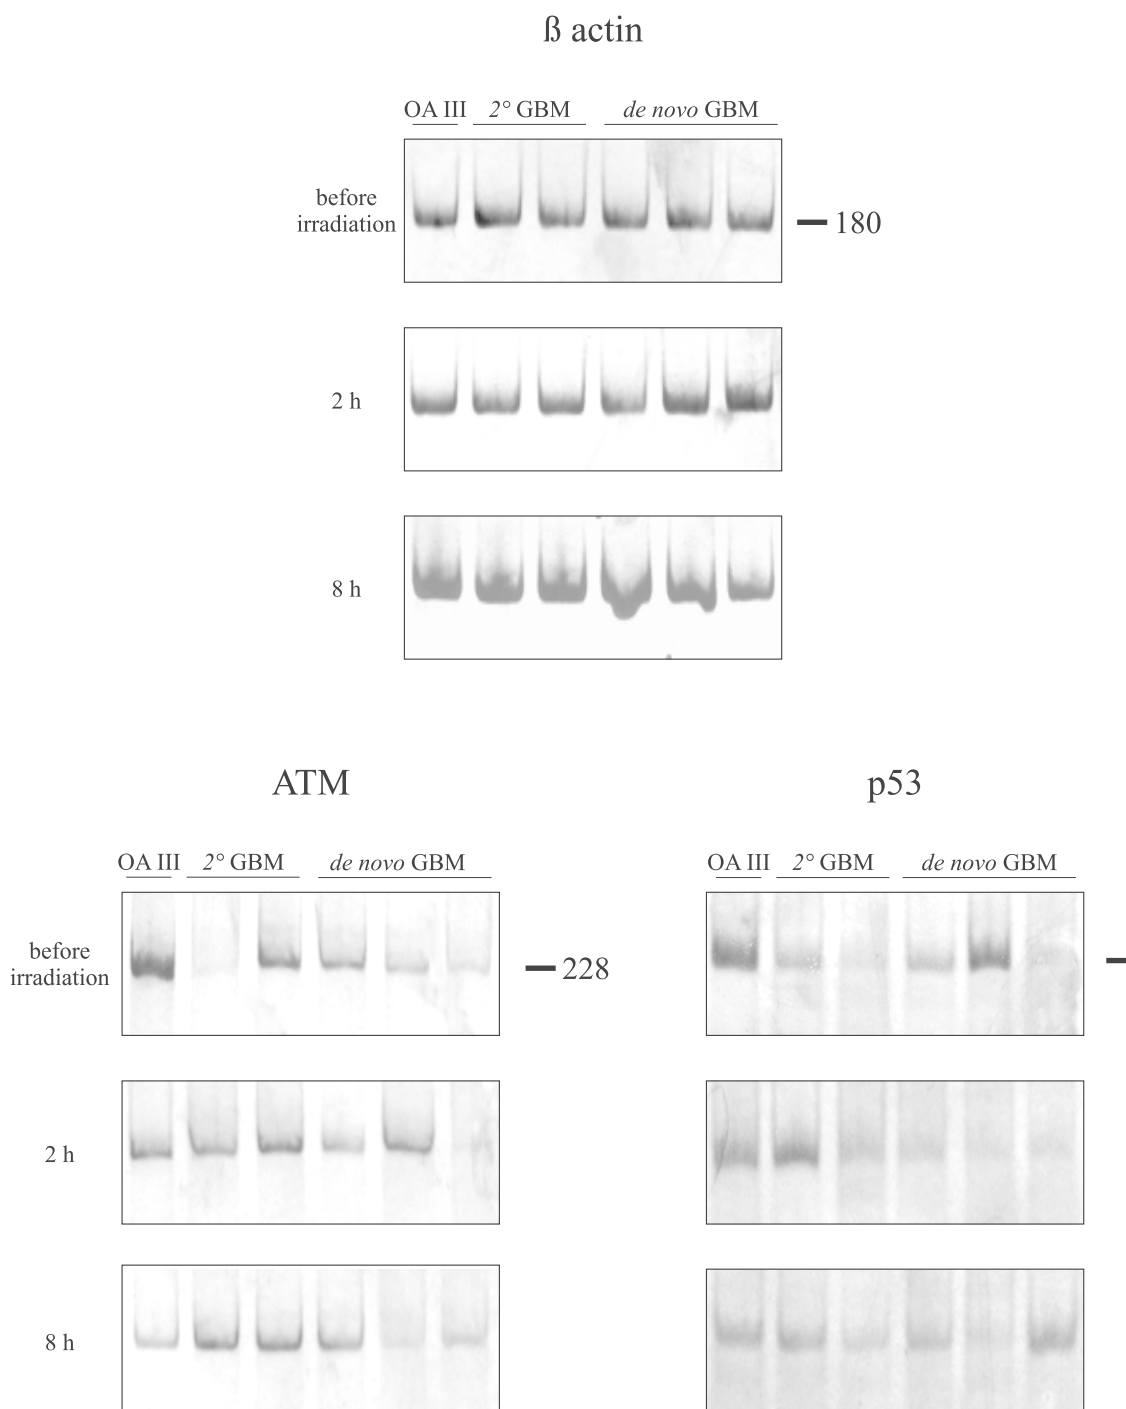 ß actin
OA III 2° GBM de novo GBM
before
irradiation
180
2 h
8 h
ATM
OA III 2° GBM de novo GBM
before
irradiation
228
2 h
8 h
p53
OA III 2° GBM de novo GBM